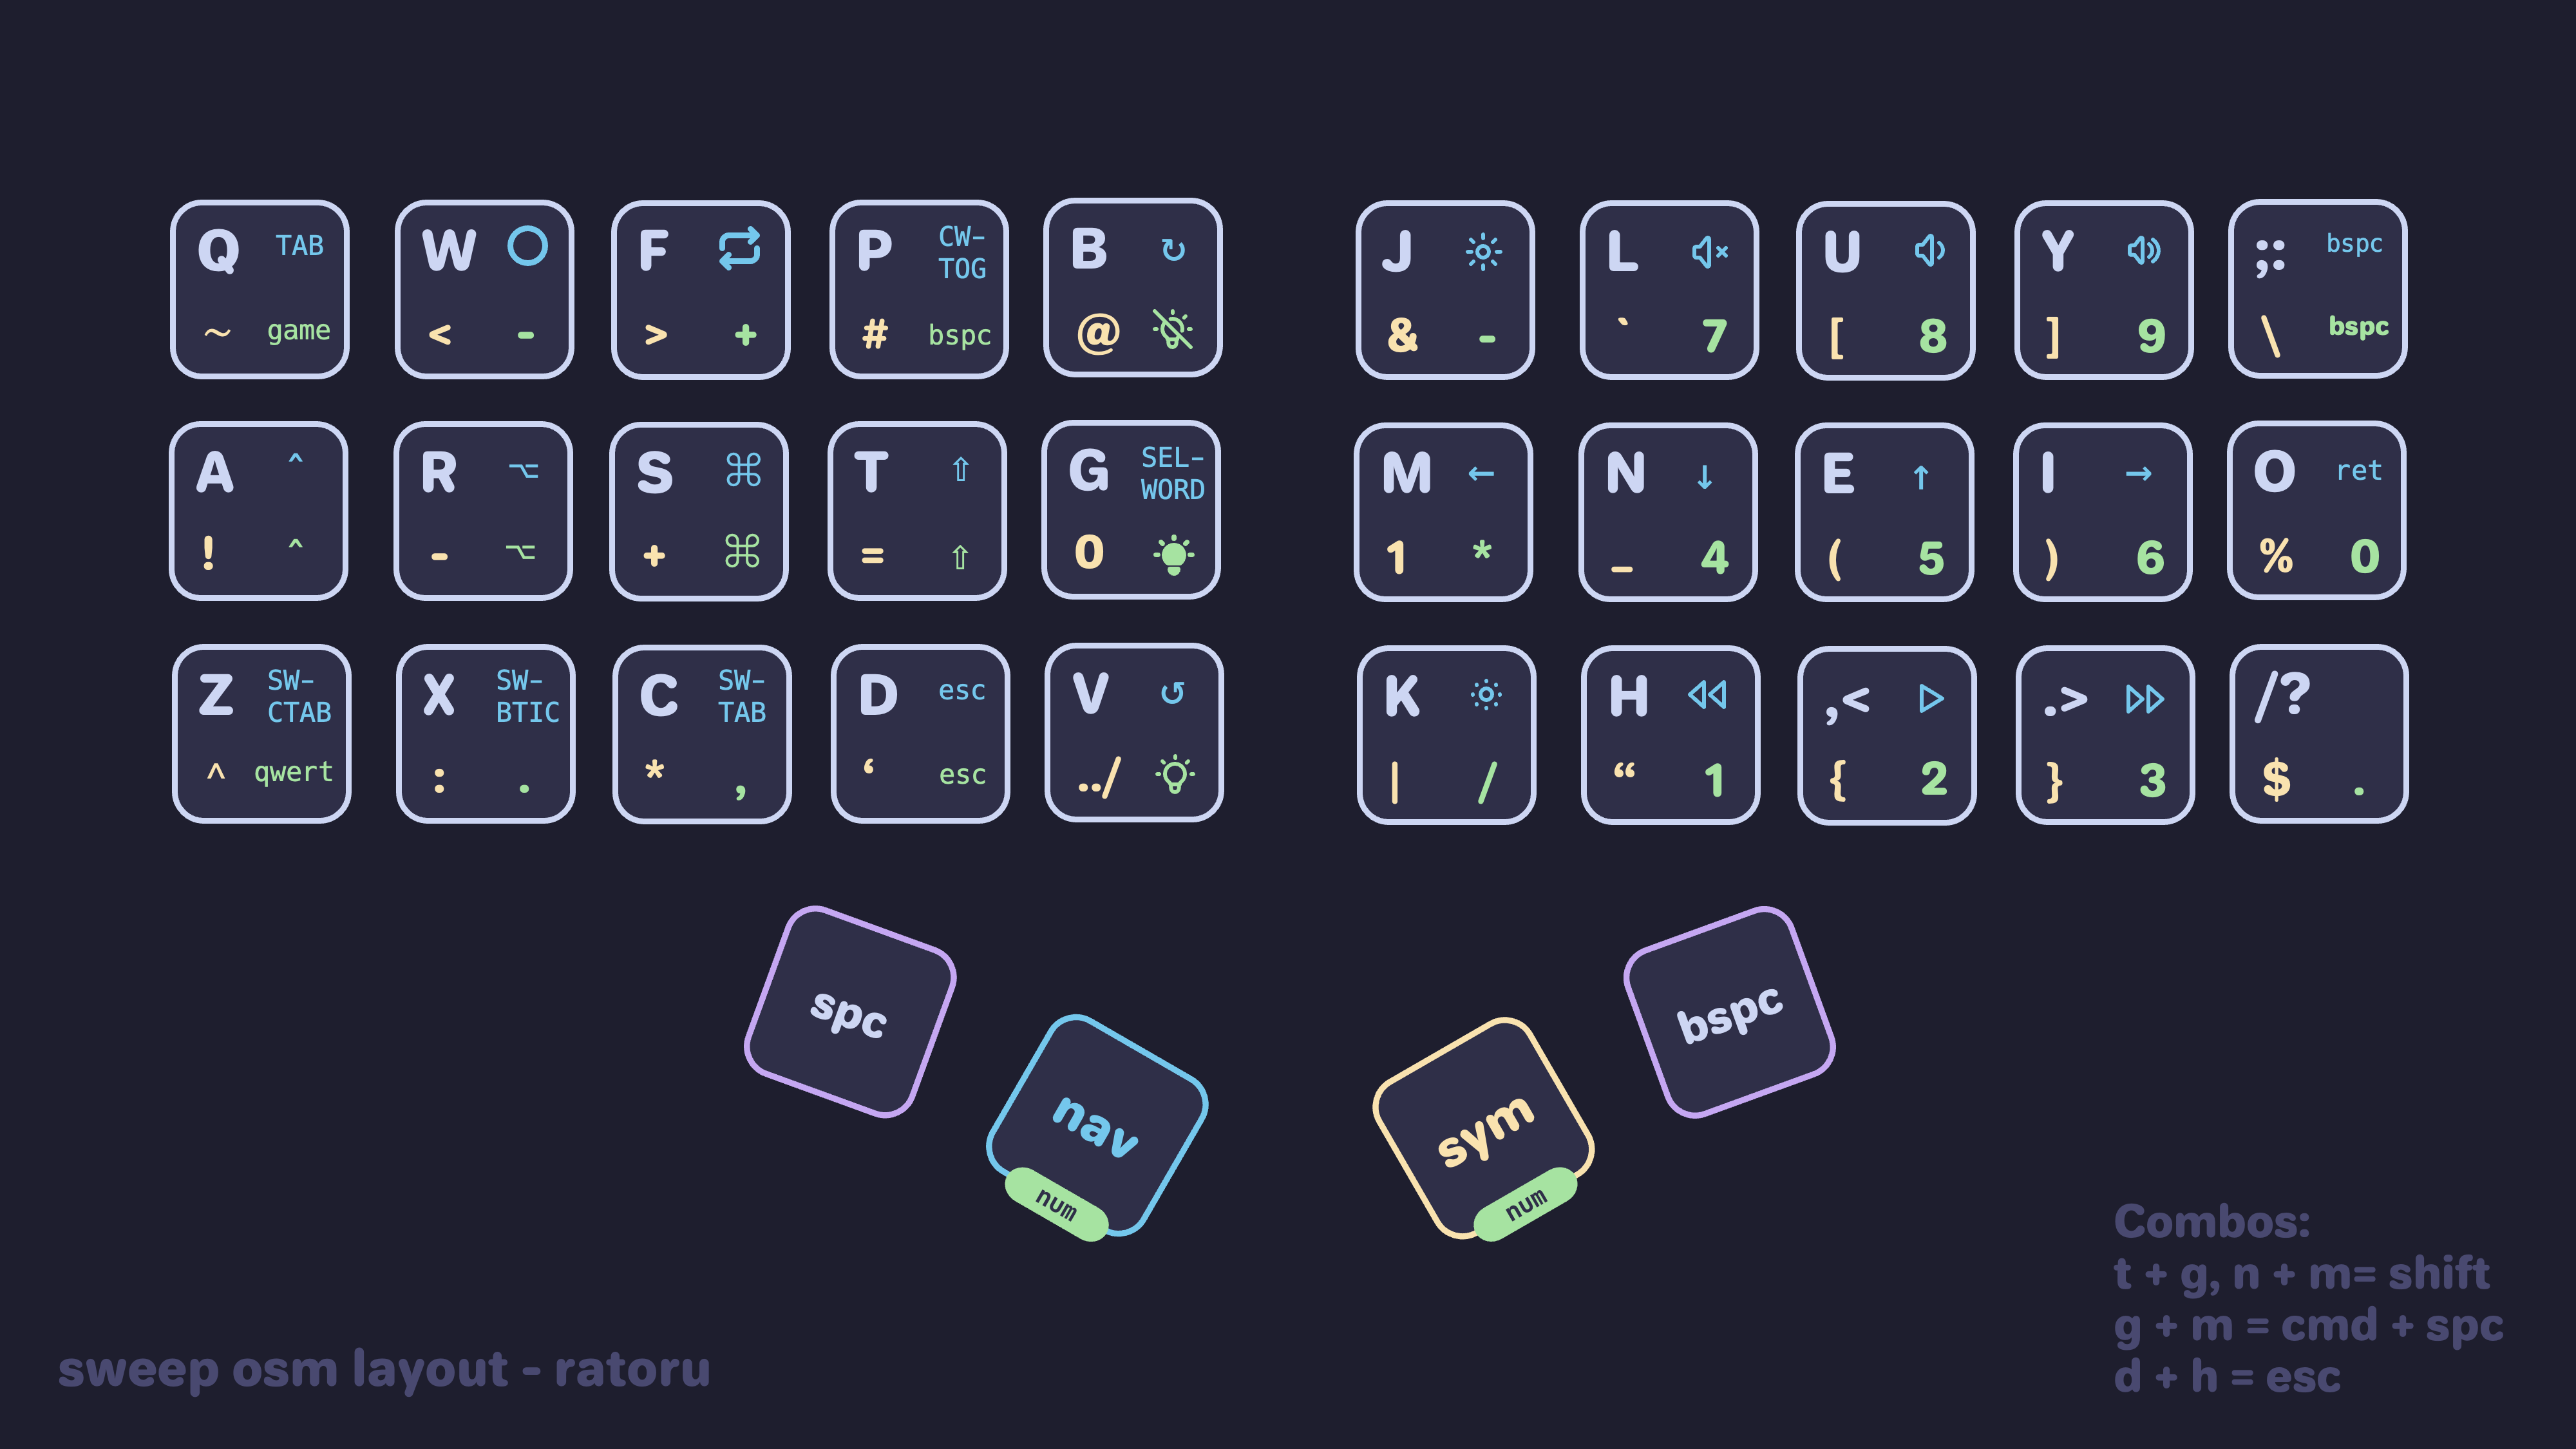 Q TAB W F P CW-TOG B J L U Y ;: bspc
~ game < - > + # bspc @ & - ` 7 [ 8 ] 9 \ bspc
A ^ R ⌥ S ⌘ T ⇧ G SEL-WORD M ← N ↓ E ↑ I → O ret
! ^ - ⌥ + ⌘ = ⇧ 0 1 * _ 4 ( 5 ) 6 % 0
Z SW-CTAB X SW-BTIC C SW-TAB D esc V ↺ K H ,< .> /?
^ qwert : . * , ‘ esc ../ | / “ 1 { 2 } 3 $ .
spc
bspc
nav
sym
num
num
Combos:
t + g, n + m= shift
g + m = cmd + spc
d + h = esc
sweep osm layout - ratoru